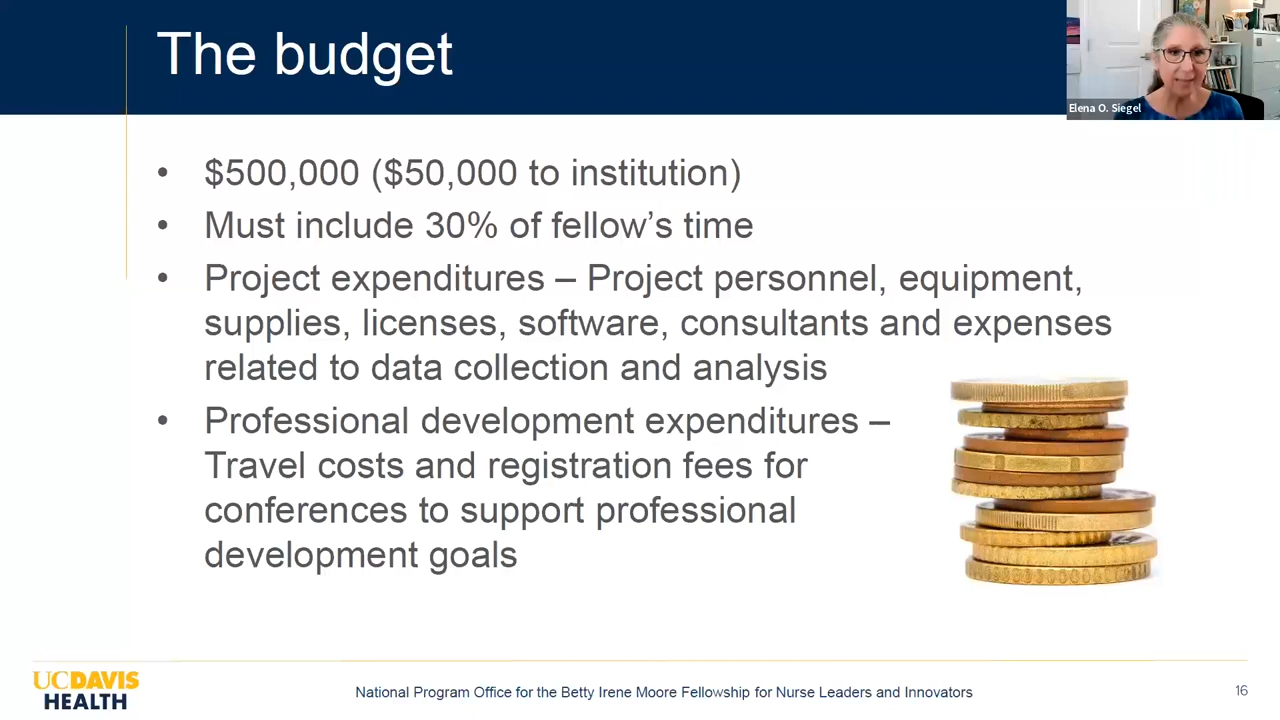 The budget
Elena O. Siegel
• $500,000 ($50,000 to institution)
• Must include 30% of fellow’s time
• Project expenditures – Project personnel, equipment,
supplies, licenses, software, consultants and expenses
related to data collection and analysis
• Professional development expenditures –
Travel costs and registration fees for
conferences to support professional
development goals
UCDAVIS
HEALTH
National Program Office for the Betty Irene Moore Fellowship for Nurse Leaders and Innovators
16